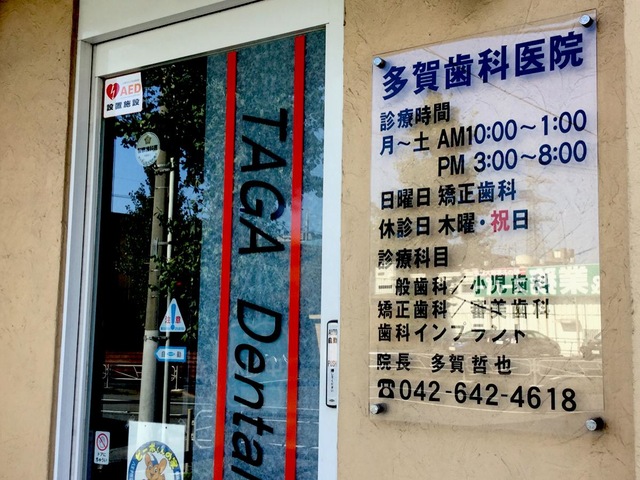 AED
設置施設
TAGA Dental
多賀歯科医院
診療時間
月〜土 AM10:00〜1:00
PM 3:00〜8:00
日曜日 矯正歯科
休診日 木曜・祝日
診療科目
一般歯科/小児歯科
矯正歯科/審美歯科
歯科インプラント
院長 多賀哲也
☎042-642-4618